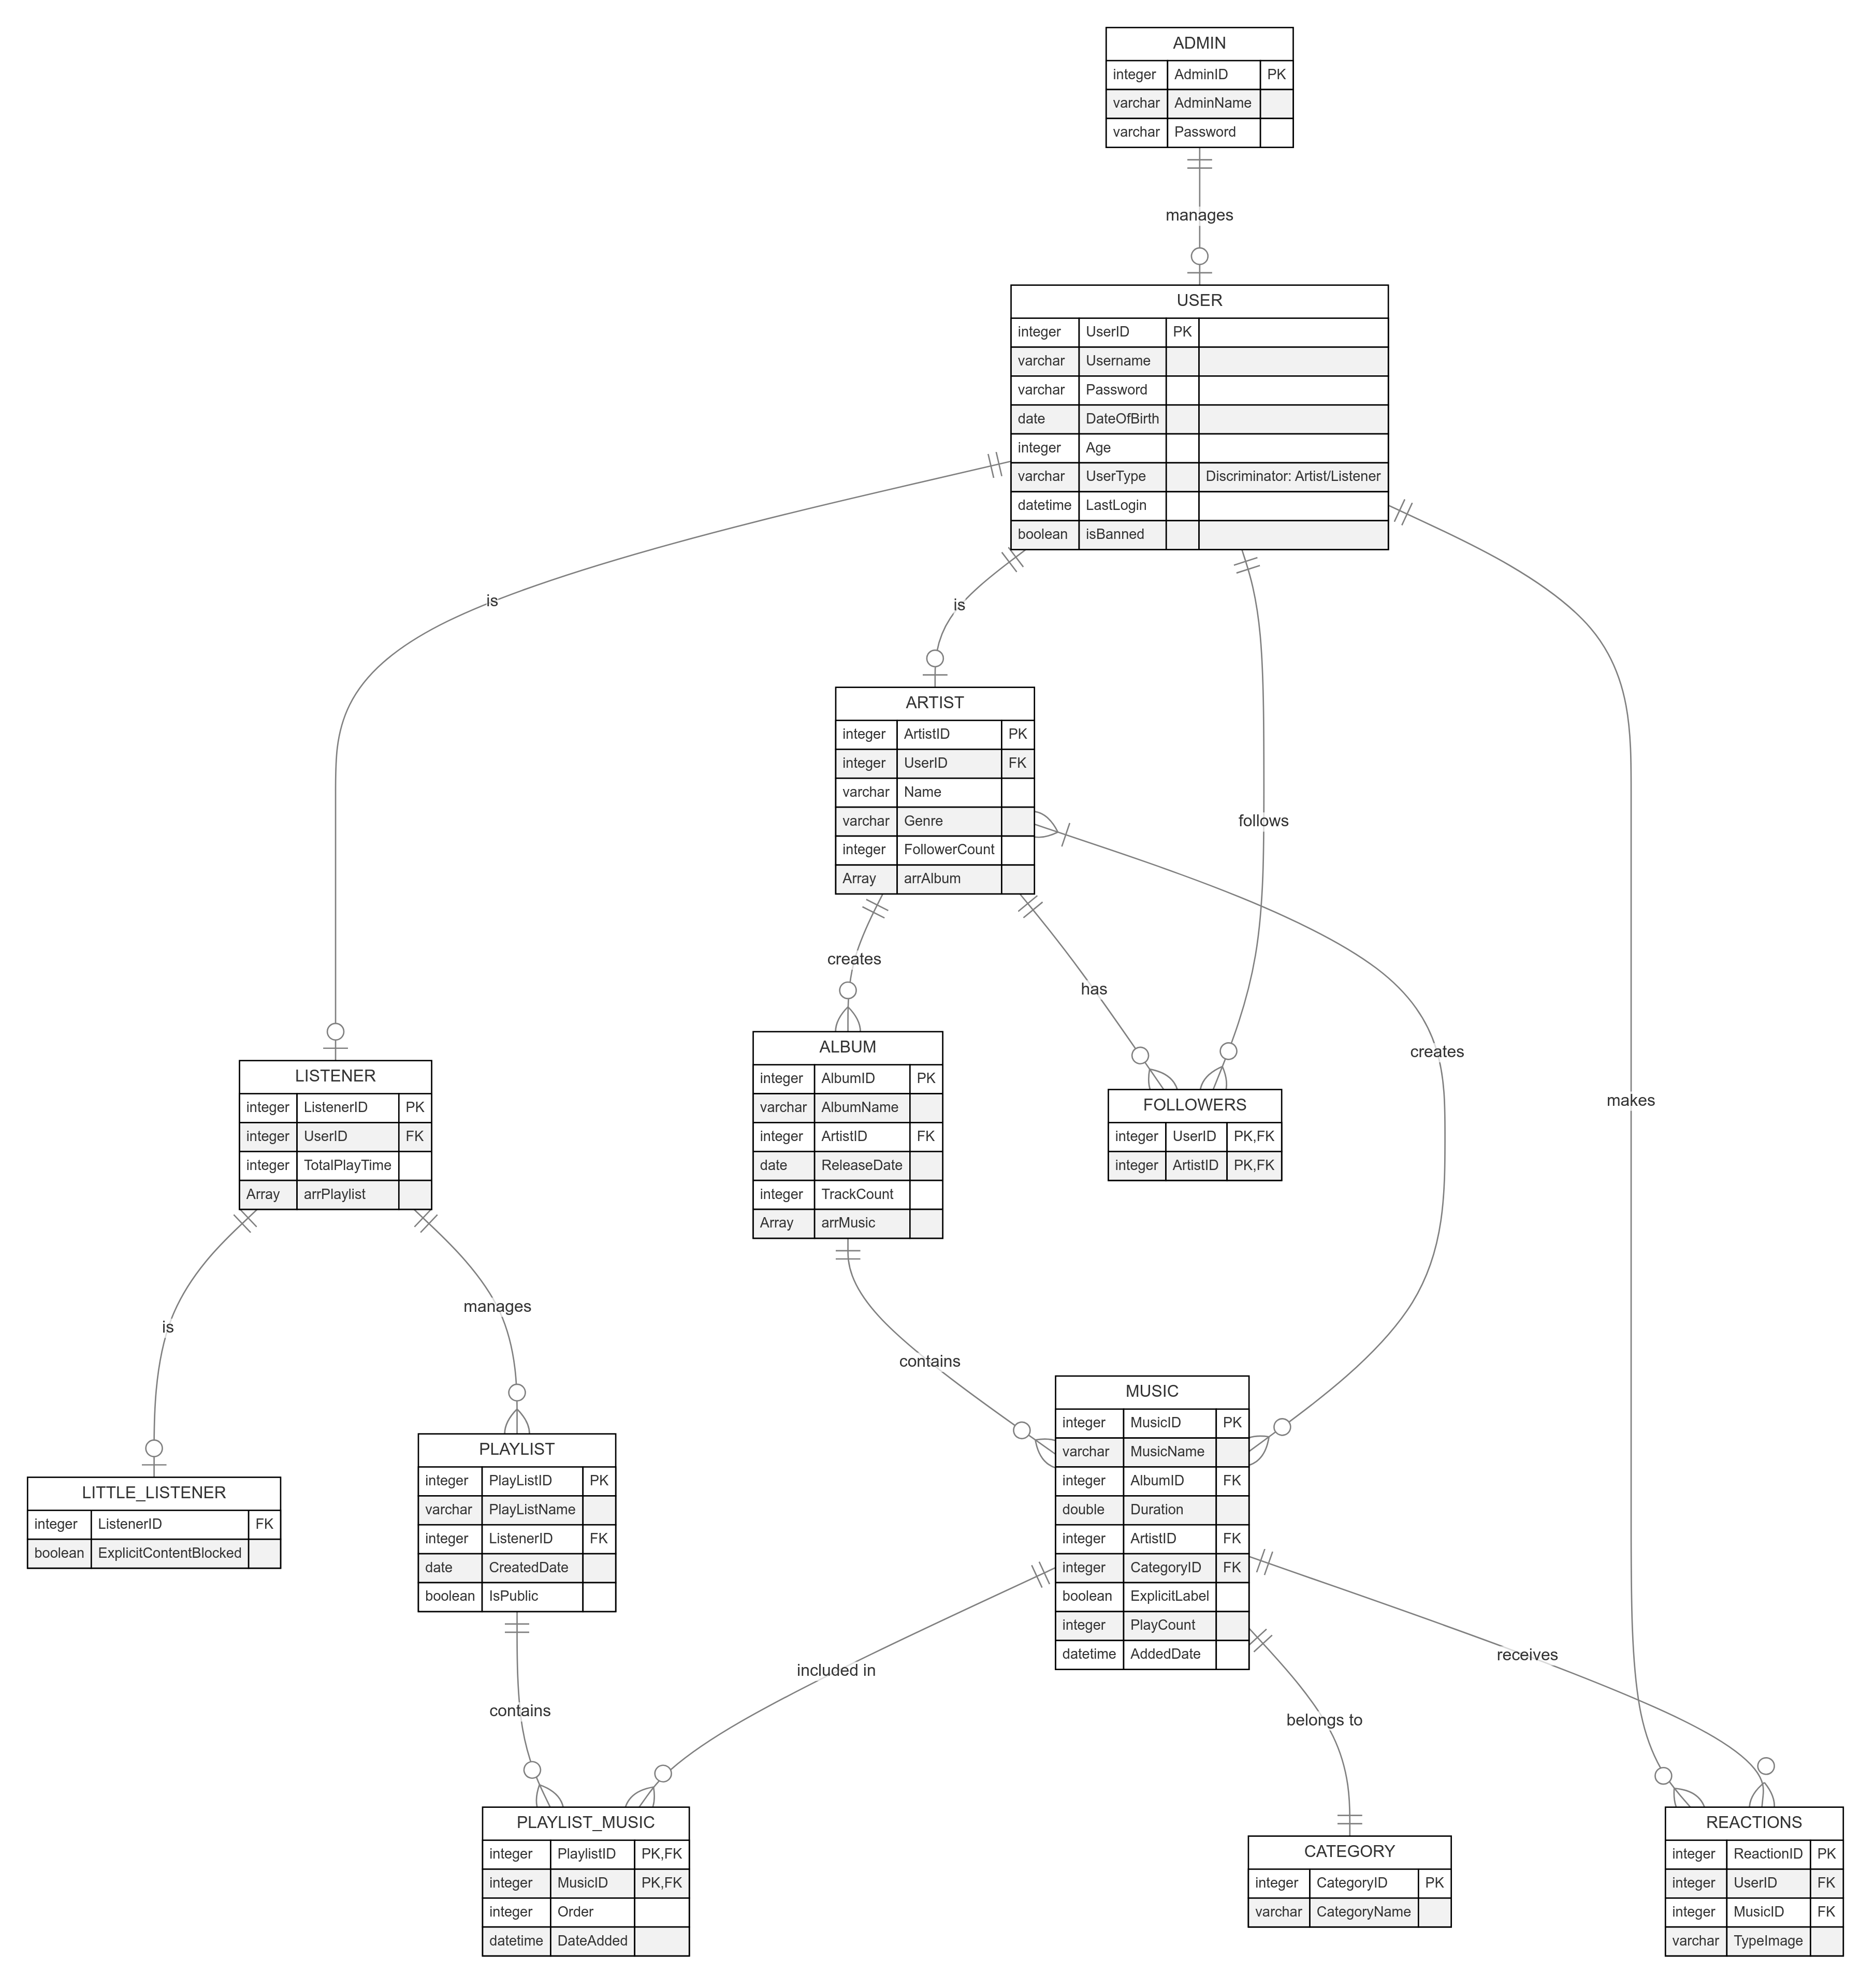 ADMIN
integer AdminID PK
varchar AdminName
varchar Password
manages
USER
integer UserID PK
varchar Username
varchar Password
date DateOfBirth
integer Age
varchar UserType Discriminator: Artist/Listener
datetime LastLogin
boolean isBanned
is
is
follows
makes
ARTIST
integer ArtistID PK
integer UserID FK
varchar Name
varchar Genre
integer FollowerCount
Array arrAlbum
creates
has
creates
LISTENER
integer ListenerID PK
integer UserID FK
integer TotalPlayTime
Array arrPlaylist
ALBUM
integer AlbumID PK
varchar AlbumName
integer ArtistID FK
date ReleaseDate
integer TrackCount
Array arrMusic
FOLLOWERS
integer UserID PK,FK
integer ArtistID PK,FK
is
manages
contains
LITTLE_LISTENER
integer ListenerID FK
boolean ExplicitContentBlocked
PLAYLIST
integer PlayListID PK
varchar PlayListName
integer ListenerID FK
date CreatedDate
boolean IsPublic
MUSIC
integer MusicID PK
varchar MusicName
integer AlbumID FK
double Duration
integer ArtistID FK
integer CategoryID FK
boolean ExplicitLabel
integer PlayCount
datetime AddedDate
contains
included in
belongs to
receives
PLAYLIST_MUSIC
integer PlaylistID PK,FK
integer MusicID PK,FK
integer Order
datetime DateAdded
CATEGORY
integer CategoryID PK
varchar CategoryName
REACTIONS
integer ReactionID PK
integer UserID FK
integer MusicID FK
varchar TypeImage